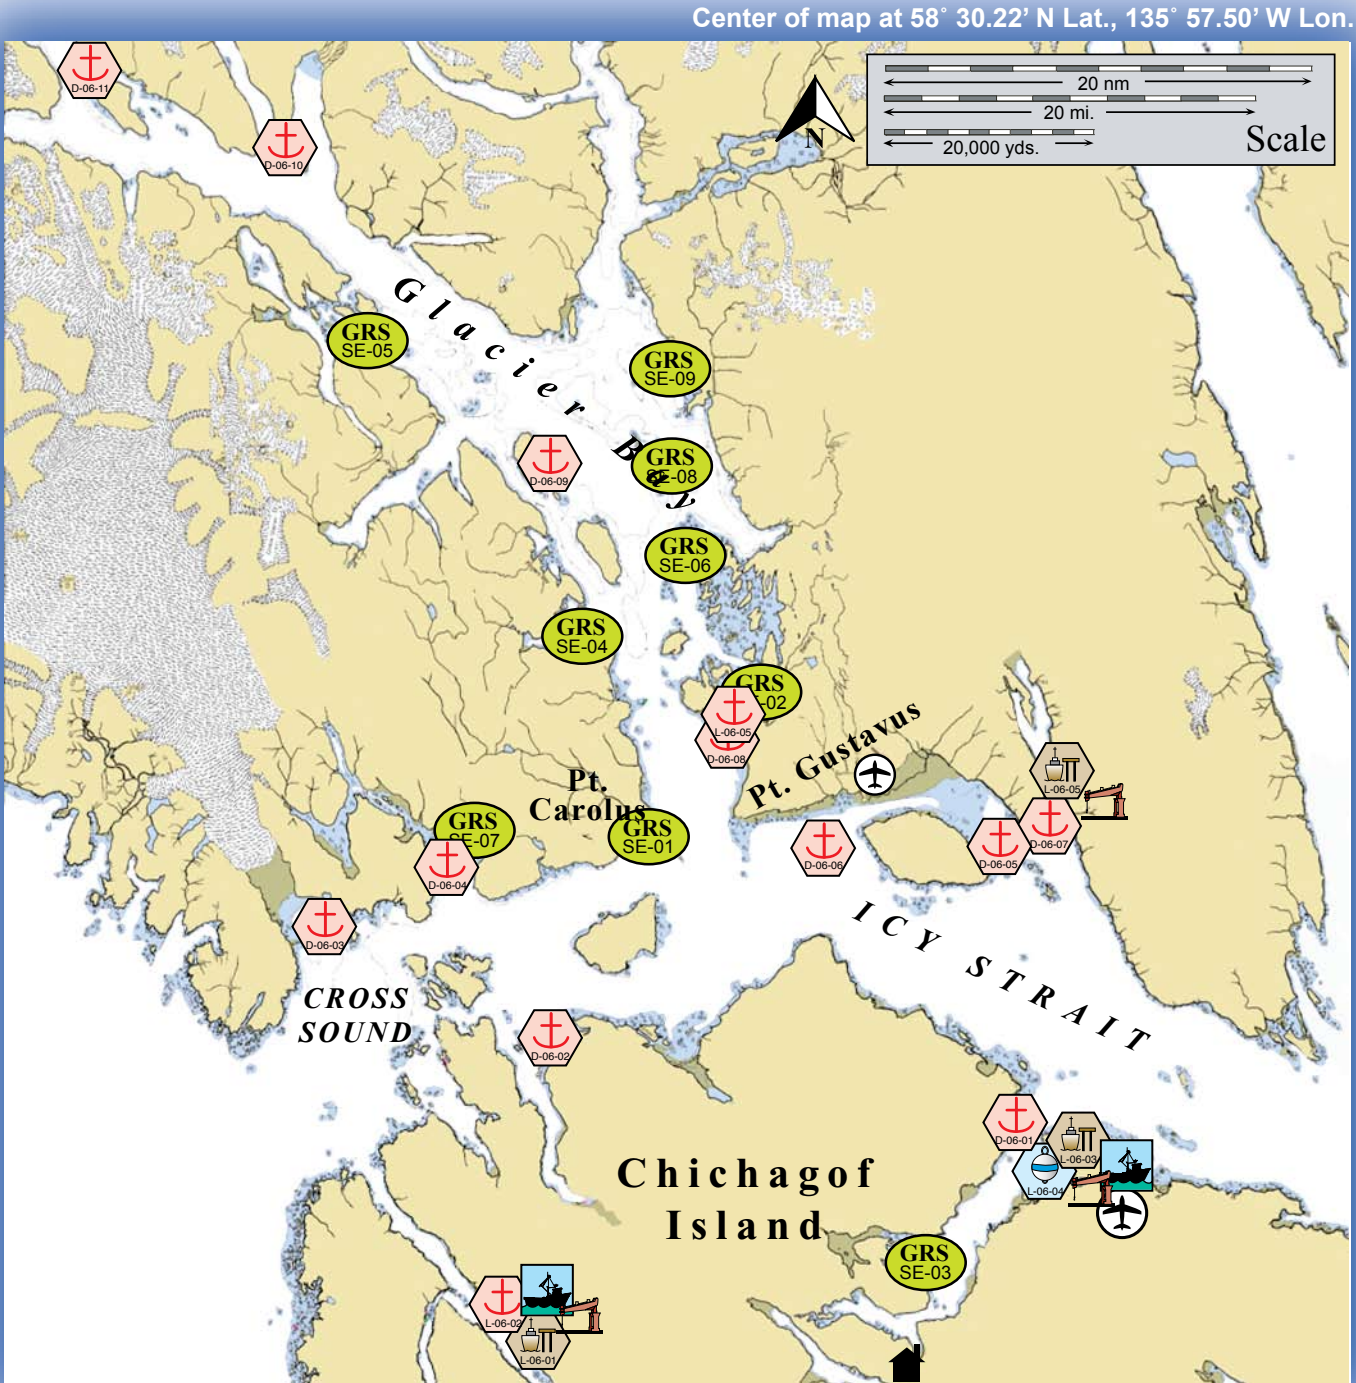 Center of map at 58˚ 30.22’ N Lat., 135˚ 57.50’ W Lon.
D-06-11
20 nm
20 mi.
20,000 yds.
Scale
N
D-06-10
Glacier Bay
GRS
SE-05
GRS
SE-09
D-06-09
GRS
SE-08
GRS
SE-06
GRS
SE-04
GRS
SE-02
L-06-05
D-06-08
Pt. Gustavus
L-06-05
Pt.
Carolus
GRS
SE-07
GRS
SE-01
D-06-04
D-06-06
D-06-05
D-06-07
D-06-03
ICY STRAIT
CROSS
SOUND
D-06-02
D-06-01
L-06-03
L-06-04
Chichagof
Island
GRS
SE-03
L-06-02
L-06-01